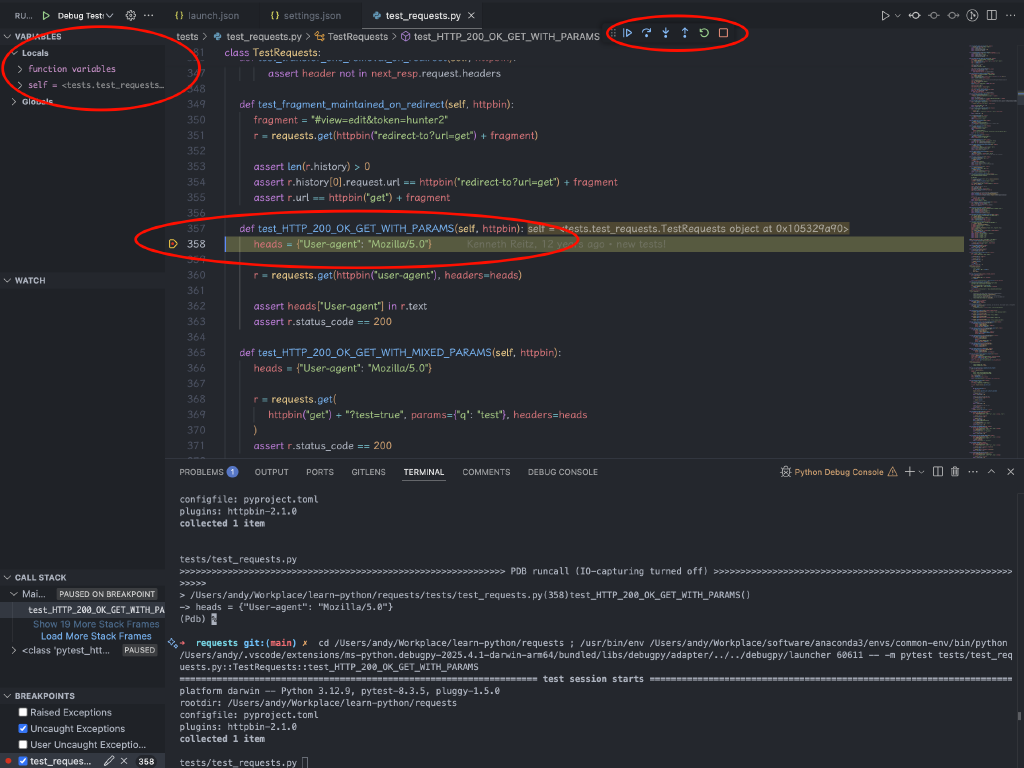 RU... Debug Test: ...
launch.json
settings.json
test_requests.py
tests > test_requests.py > TestRequests > test_HTTP_200_OK_GET_WITH_PARAMS
VARIABLES
Locals
function variables
self = <tests.test_requests...
Globals
WATCH
CALL STACK
Mai... PAUSED ON BREAKPOINT
test_HTTP_200_OK_GET_WITH_PA
Show 19 More Stack Frames
Load More Stack Frames
<class 'pytest_htt... PAUSED
BREAKPOINTS
Raised Exceptions
Uncaught Exceptions
User Uncaught Exceptio...
test_reques... 358
class TestRequests:
347 assert header not in next_resp.request.headers
348
349 def test_fragment_maintained_on_redirect(self, httpbin):
350 fragment = "#view=edit&token=hunter2"
351 r = requests.get(httpbin("redirect-to?url=get") + fragment)
352
353 assert len(r.history) > 0
354 assert r.history[0].request.url == httpbin("redirect-to?url=get") + fragment
355 assert r.url == httpbin("get") + fragment
356
357 def test_HTTP_200_OK_GET_WITH_PARAMS(self, httpbin): self = <tests.test_requests.TestRequests object at 0x105329a90>
358 heads = {"User-agent": "Mozilla/5.0"} Kenneth Reitz, 12 years ago • new tests!
359
360 r = requests.get(httpbin("user-agent"), headers=heads)
361
362 assert heads["User-agent"] in r.text
363 assert r.status_code == 200
364
365 def test_HTTP_200_OK_GET_WITH_MIXED_PARAMS(self, httpbin):
366 heads = {"User-agent": "Mozilla/5.0"}
367
368 r = requests.get(
369 httpbin("get") + "?test=true", params={"q": "test"}, headers=heads
370 )
371 assert r.status_code == 200
PROBLEMS 1 OUTPUT PORTS GITLENS TERMINAL COMMENTS DEBUG CONSOLE Python Debug Console
configfile: pyproject.toml
plugins: httpbin-2.1.0
collected 1 item
tests/test_requests.py
>>>>>>>>>>>>>>>>>>>>>>>>>>>>>>>>>>>>>>>>>>>>>>>>>>>>>>>>>>>>>> PDB runcall (IO-capturing turned off) >>>>>>>>>>>>>>>>>>>>>>>>>>>>>>>>>>>>>>>>>>>>>>>>>>>>>>>>>
>>>>>
> /Users/andy/Workplace/learn-python/requests/tests/test_requests.py(358)test_HTTP_200_OK_GET_WITH_PARAMS()
-> heads = {"User-agent": "Mozilla/5.0"}
(Pdb)
➜ requests git:(main) ✗ cd /Users/andy/Workplace/learn-python/requests ; /usr/bin/env /Users/andy/Workplace/software/anaconda3/envs/common-env/bin/python
/Users/andy/.vscode/extensions/ms-python.debugpy-2025.4.1-darwin-arm64/bundled/libs/debugpy/adapter/../../debugpy/launcher 60611 -- -m pytest tests/test_req
uests.py::TestRequests::test_HTTP_200_OK_GET_WITH_PARAMS
==================================================================== test session starts ====================================================================
platform darwin -- Python 3.12.9, pytest-8.3.5, pluggy-1.5.0
rootdir: /Users/andy/Workplace/learn-python/requests
configfile: pyproject.toml
plugins: httpbin-2.1.0
collected 1 item
tests/test_requests.py